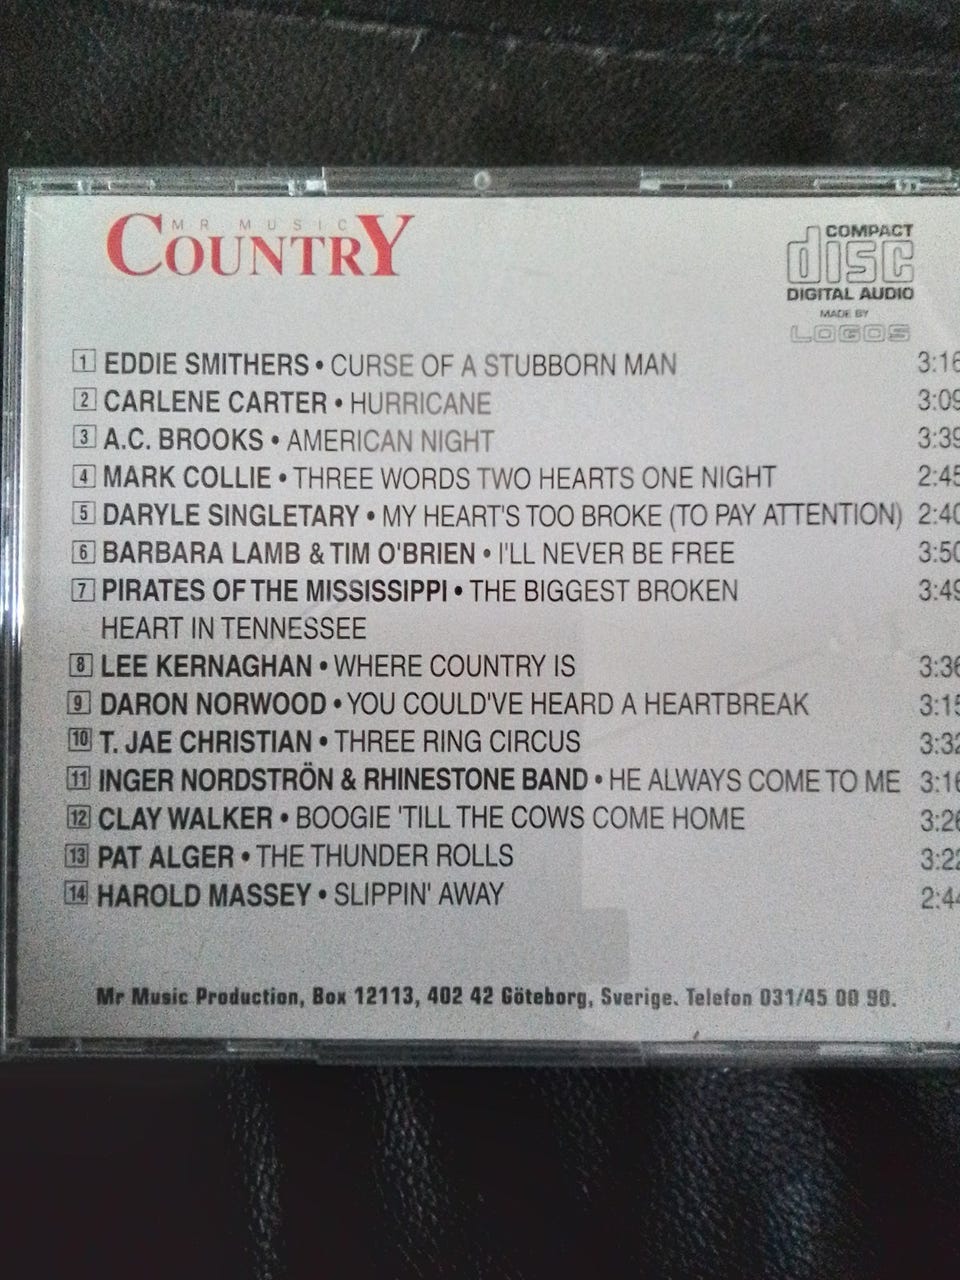 MR MUSIC
COUNTRY
COMPACT
disc
DIGITAL AUDIO
MADE BY
LOGOS
1 EDDIE SMITHERS • CURSE OF A STUBBORN MAN 3:16
2 CARLENE CARTER • HURRICANE 3:09
3 A.C. BROOKS • AMERICAN NIGHT 3:39
4 MARK COLLIE • THREE WORDS TWO HEARTS ONE NIGHT 2:45
5 DARYLE SINGLETARY • MY HEART'S TOO BROKE (TO PAY ATTENTION) 2:40
6 BARBARA LAMB & TIM O'BRIEN • I'LL NEVER BE FREE 3:50
7 PIRATES OF THE MISSISSIPPI • THE BIGGEST BROKEN 3:49
HEART IN TENNESSEE
8 LEE KERNAGHAN • WHERE COUNTRY IS 3:36
9 DARON NORWOOD • YOU COULD'VE HEARD A HEARTBREAK 3:15
10 T. JAE CHRISTIAN • THREE RING CIRCUS 3:32
11 INGER NORDSTRÖN & RHINESTONE BAND • HE ALWAYS COME TO ME 3:16
12 CLAY WALKER • BOOGIE 'TILL THE COWS COME HOME 3:26
13 PAT ALGER • THE THUNDER ROLLS 3:22
14 HAROLD MASSEY • SLIPPIN' AWAY 2:44
Mr Music Production, Box 12113, 402 42 Göteborg, Sverige. Telefon 031/45 00 90.